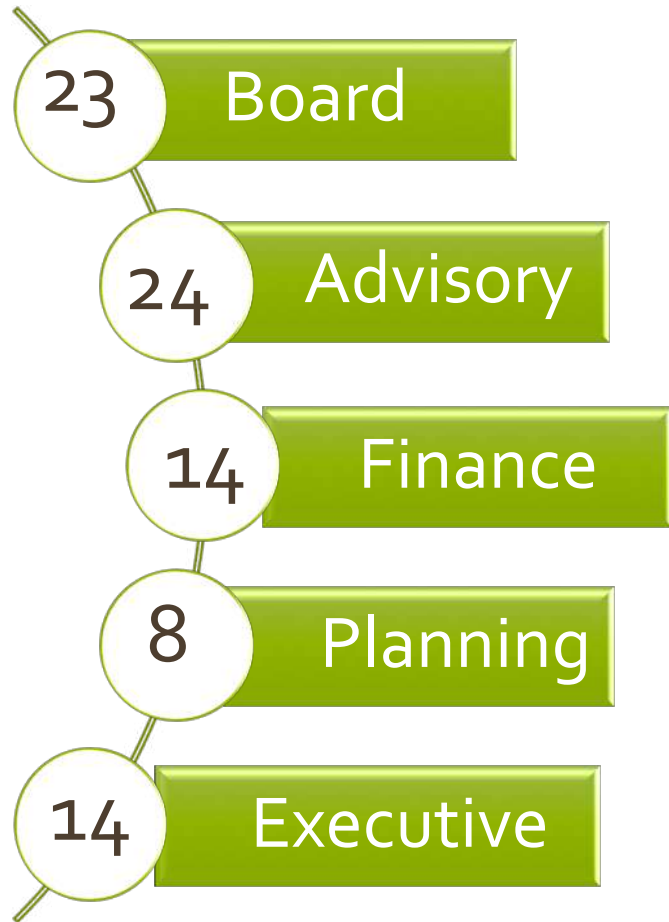 23 Board
24 Advisory
14 Finance
8 Planning
14 Executive